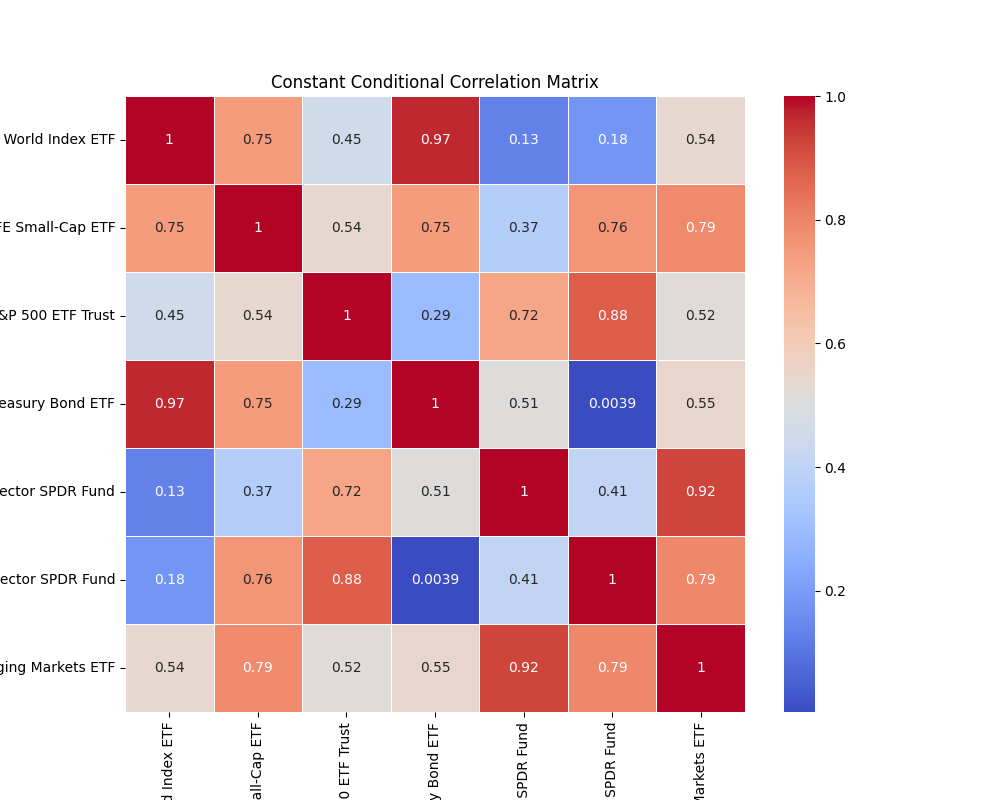 Constant Conditional Correlation Matrix
World Index ETF 1 0.75 0.45 0.97 0.13 0.18 0.54
Small-Cap ETF 0.75 1 0.54 0.75 0.37 0.76 0.79
&P 500 ETF Trust 0.45 0.54 1 0.29 0.72 0.88 0.52
easury Bond ETF 0.97 0.75 0.29 1 0.51 0.0039 0.55
ector SPDR Fund 0.13 0.37 0.72 0.51 1 0.41 0.92
ector SPDR Fund 0.18 0.76 0.88 0.0039 0.41 1 0.79
ging Markets ETF 0.54 0.79 0.52 0.55 0.92 0.79 1
d Index ETF
all-Cap ETF
0 ETF Trust
y Bond ETF
SPDR Fund
SPDR Fund
Markets ETF
1.0
0.8
0.6
0.4
0.2